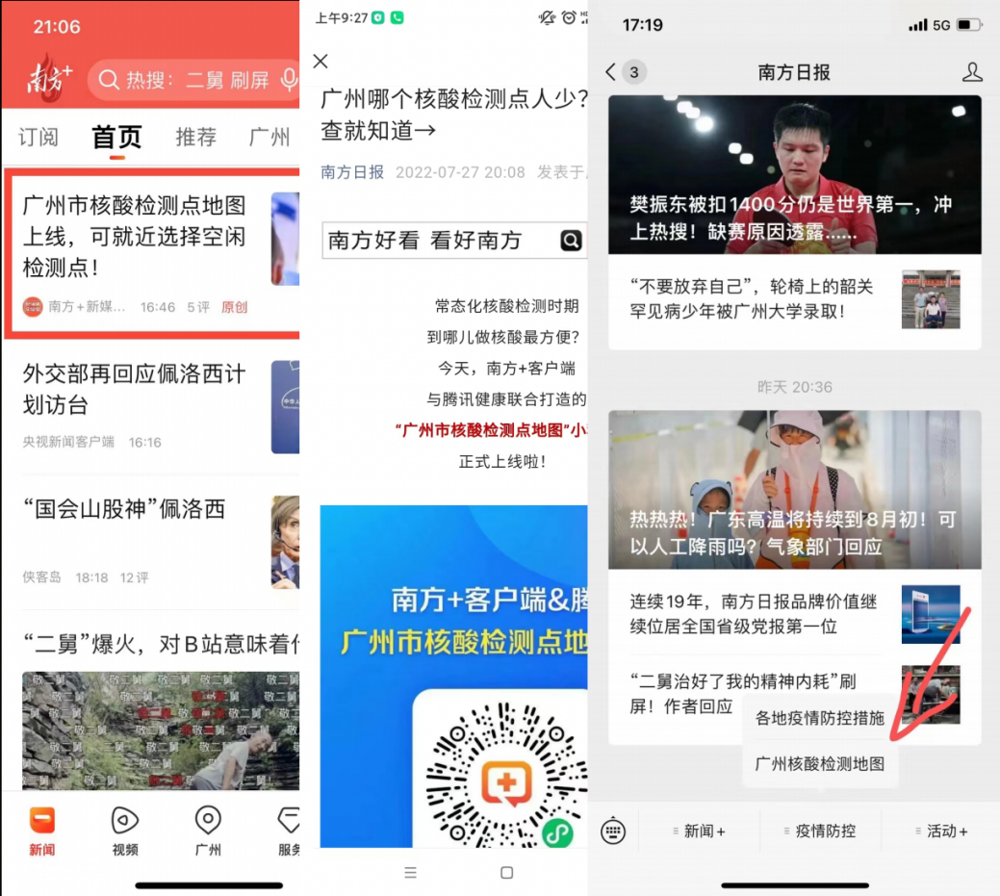 21:06
南方+
热搜：二舅 刷屏
订阅 首页 推荐 广州
广州市核酸检测点地图
上线，可就近选择空闲
检测点！
南方+新媒... 16:46 5评 原创
外交部再回应佩洛西计
划访台
央视新闻客户端 16:16
“国会山股神”佩洛西
侠客岛 18:18 12评
“二舅”爆火，对B站意味着
敬二舅
新闻 视频 广州 服务
上午9:27
广州哪个核酸检测点人少？
查就知道→
南方日报 2022-07-27 20:08 发表于
南方好看 看好南方
常态化核酸检测时期
到哪儿做核酸最方便？
今天，南方+客户端
与腾讯健康联合打造的
“广州市核酸检测点地图”小
正式上线啦！
南方+客户端&腾
广州市核酸检测点地
17:19 5G
3 南方日报
樊振东被扣1400分仍是世界第一，冲
上热搜！缺赛原因透露......
“不要放弃自己”，轮椅上的韶关
罕见病少年被广州大学录取！
昨天 20:36
热热热！广东高温将持续到8月初！可
以人工降雨吗？气象部门回应
连续19年，南方日报品牌价值继
续位居全国省级党报第一位
“二舅治好了我的精神内耗”刷
屏！作者回应
各地疫情防控措施
广州核酸检测地图
新闻+ 疫情防控 活动+